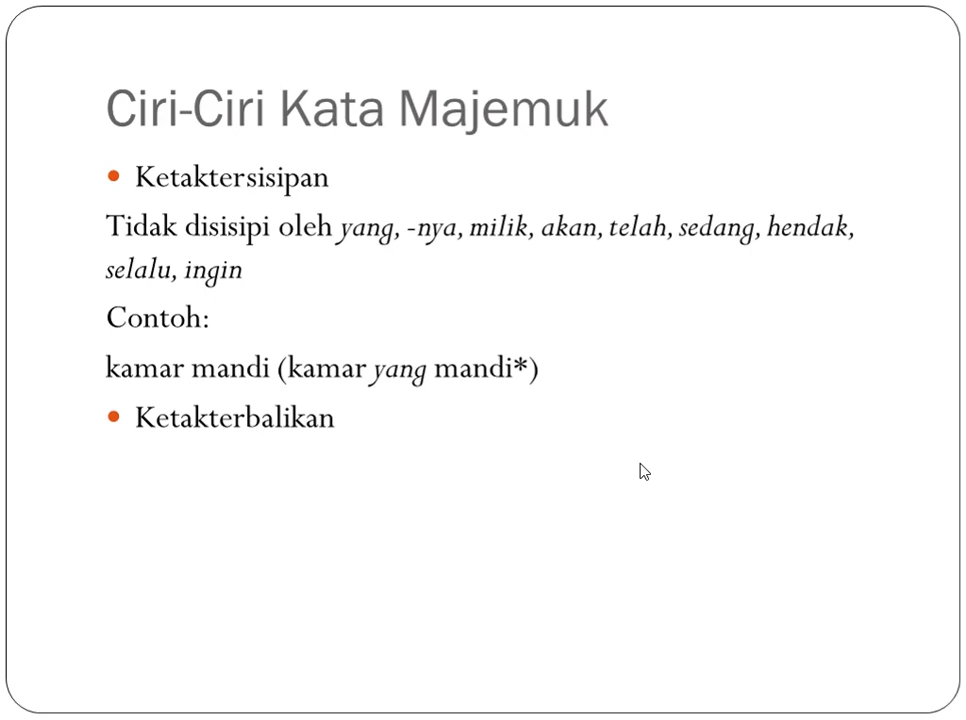 Ciri-Ciri Kata Majemuk
• Ketaktersisipan
Tidak disisipi oleh yang, -nya, milik, akan, telah, sedang, hendak,
selalu, ingin
Contoh:
kamar mandi (kamar yang mandi*)
• Ketakterbalikan